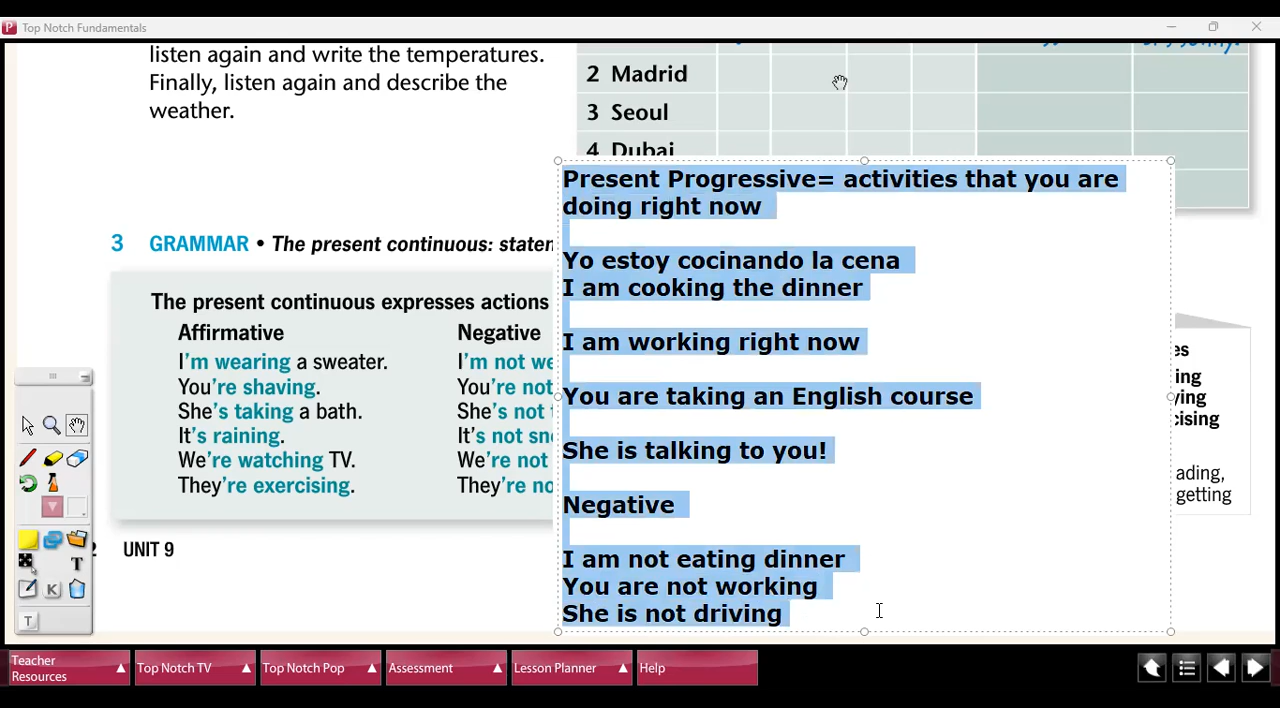 Top Notch Fundamentals
listen again and write the temperatures.
Finally, listen again and describe the
weather.
2 Madrid
3 Seoul
4 Dubai
3 GRAMMAR • The present continuous: staten
The present continuous expresses actions
Affirmative
I'm wearing a sweater.
You're shaving.
She's taking a bath.
It's raining.
We're watching TV.
They're exercising.
Negative
I'm not we
You're not
She's not t
It's not sn
We're not
They're no
Present Progressive= activities that you are
doing right now
Yo estoy cocinando la cena
I am cooking the dinner
I am working right now
You are taking an English course
She is talking to you!
Negative
I am not eating dinner
You are not working
She is not driving
es
ing
ying
cising
ading,
getting
2 UNIT 9
T
K
T
Teacher
Resources
Top Notch TV
Top Notch Pop
Assessment
Lesson Planner
Help